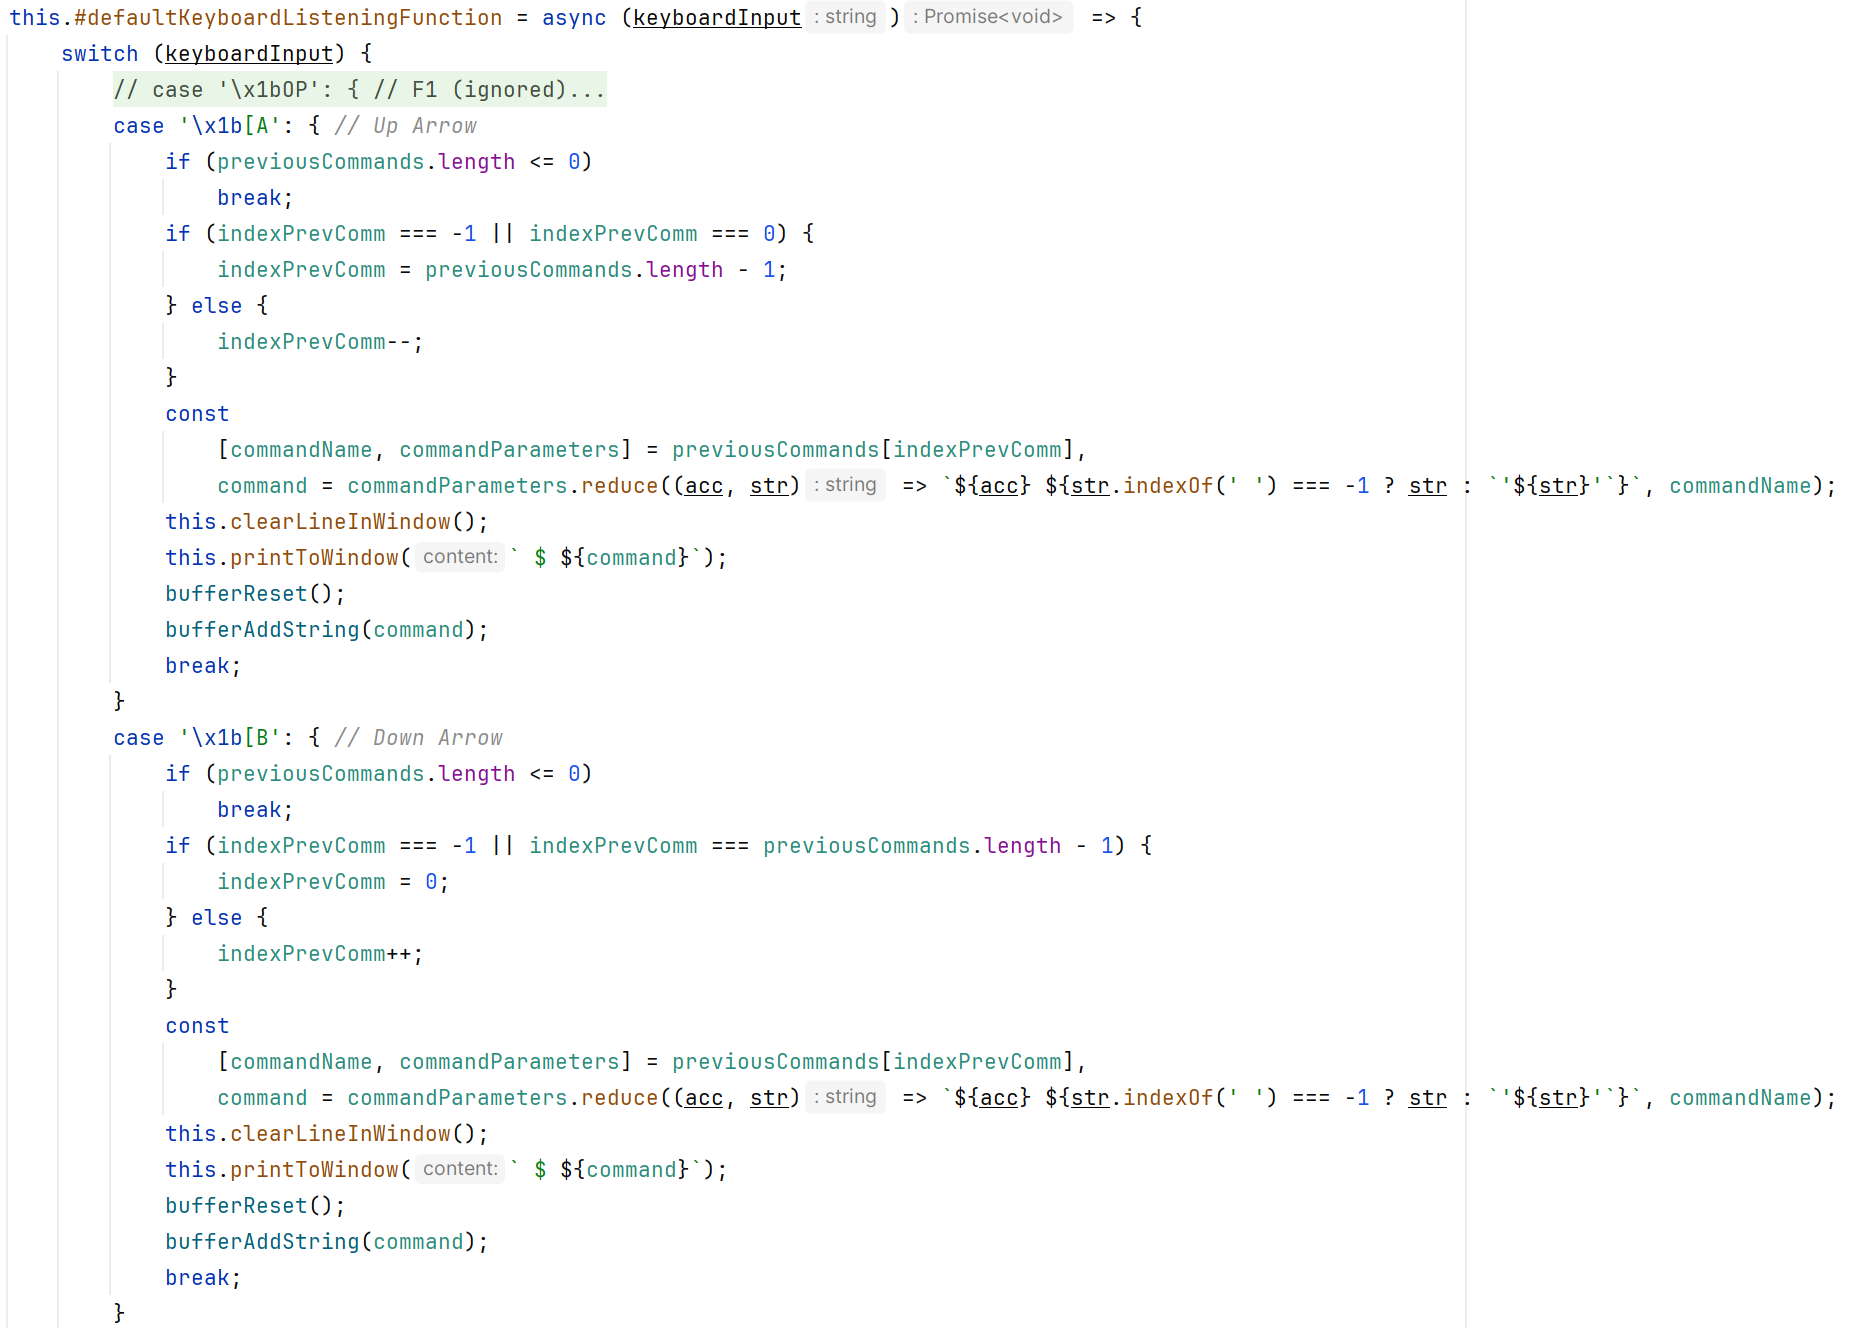 this.#defaultKeyboardListeningFunction = async (keyboardInput : string ) : Promise<void> => {
    switch (keyboardInput) {
        // case '\x1bOP': { // F1 (ignored)...
        case '\x1b[A': { // Up Arrow
            if (previousCommands.length <= 0)
                break;
            if (indexPrevComm === -1 || indexPrevComm === 0) {
                indexPrevComm = previousCommands.length - 1;
            } else {
                indexPrevComm--;
            }
            const
                [commandName, commandParameters] = previousCommands[indexPrevComm],
                command = commandParameters.reduce((acc, str) : string => `${acc} ${str.indexOf(' ') === -1 ? str : `'${str}'`}`, commandName);
            this.clearLineInWindow();
            this.printToWindow( content: ` $ ${command}`);
            bufferReset();
            bufferAddString(command);
            break;
        }
        case '\x1b[B': { // Down Arrow
            if (previousCommands.length <= 0)
                break;
            if (indexPrevComm === -1 || indexPrevComm === previousCommands.length - 1) {
                indexPrevComm = 0;
            } else {
                indexPrevComm++;
            }
            const
                [commandName, commandParameters] = previousCommands[indexPrevComm],
                command = commandParameters.reduce((acc, str) : string => `${acc} ${str.indexOf(' ') === -1 ? str : `'${str}'`}`, commandName);
            this.clearLineInWindow();
            this.printToWindow( content: ` $ ${command}`);
            bufferReset();
            bufferAddString(command);
            break;
        }